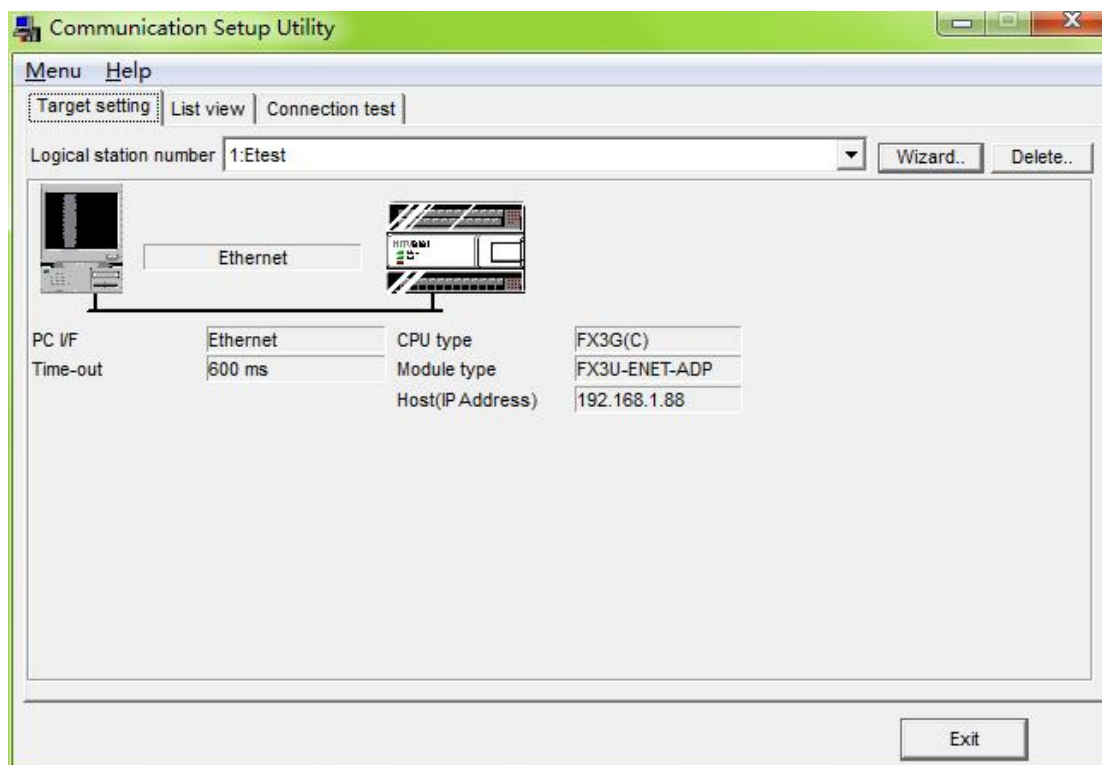 Communication Setup Utility
Menu Help
Target setting List view Connection test
Logical station number 1:Etest Wizard.. Delete..
Ethernet
PC I/F Ethernet CPU type FX3G(C)
Time-out 600 ms Module type FX3U-ENET-ADP
Host(IP Address) 192.168.1.88
Exit